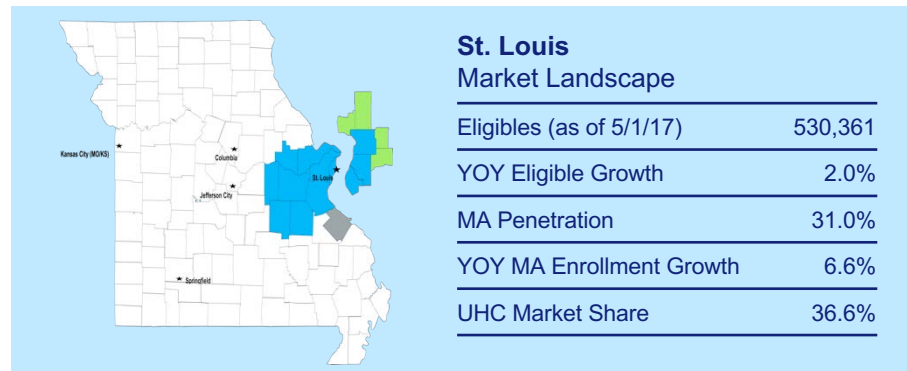 St. Louis
Market Landscape
Eligibles (as of 5/1/17) 530,361
YOY Eligible Growth 2.0%
MA Penetration 31.0%
YOY MA Enrollment Growth 6.6%
UHC Market Share 36.6%
Kansas City (MO/KS)
Columbia
St. Louis
Jefferson City
Springfield